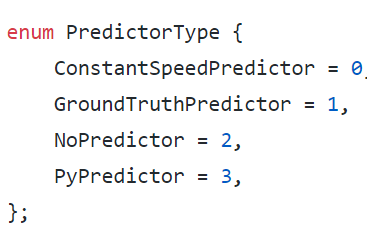 enum PredictorType {
    ConstantSpeedPredictor = 0,
    GroundTruthPredictor = 1,
    NoPredictor = 2,
    PyPredictor = 3,
};